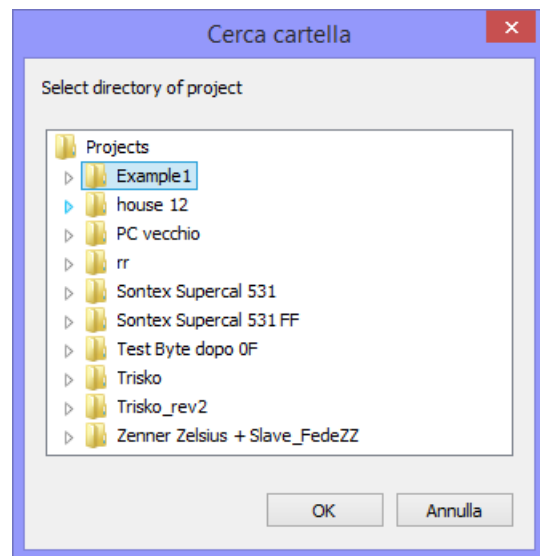 Cerca cartella
Select directory of project
Projects
Example1
house 12
PC vecchio
rr
Sontex Supercal 531
Sontex Supercal 531 FF
Test Byte dopo 0F
Trisko
Trisko_rev2
Zenner Zelsius + Slave_FedeZZ
OK Annulla